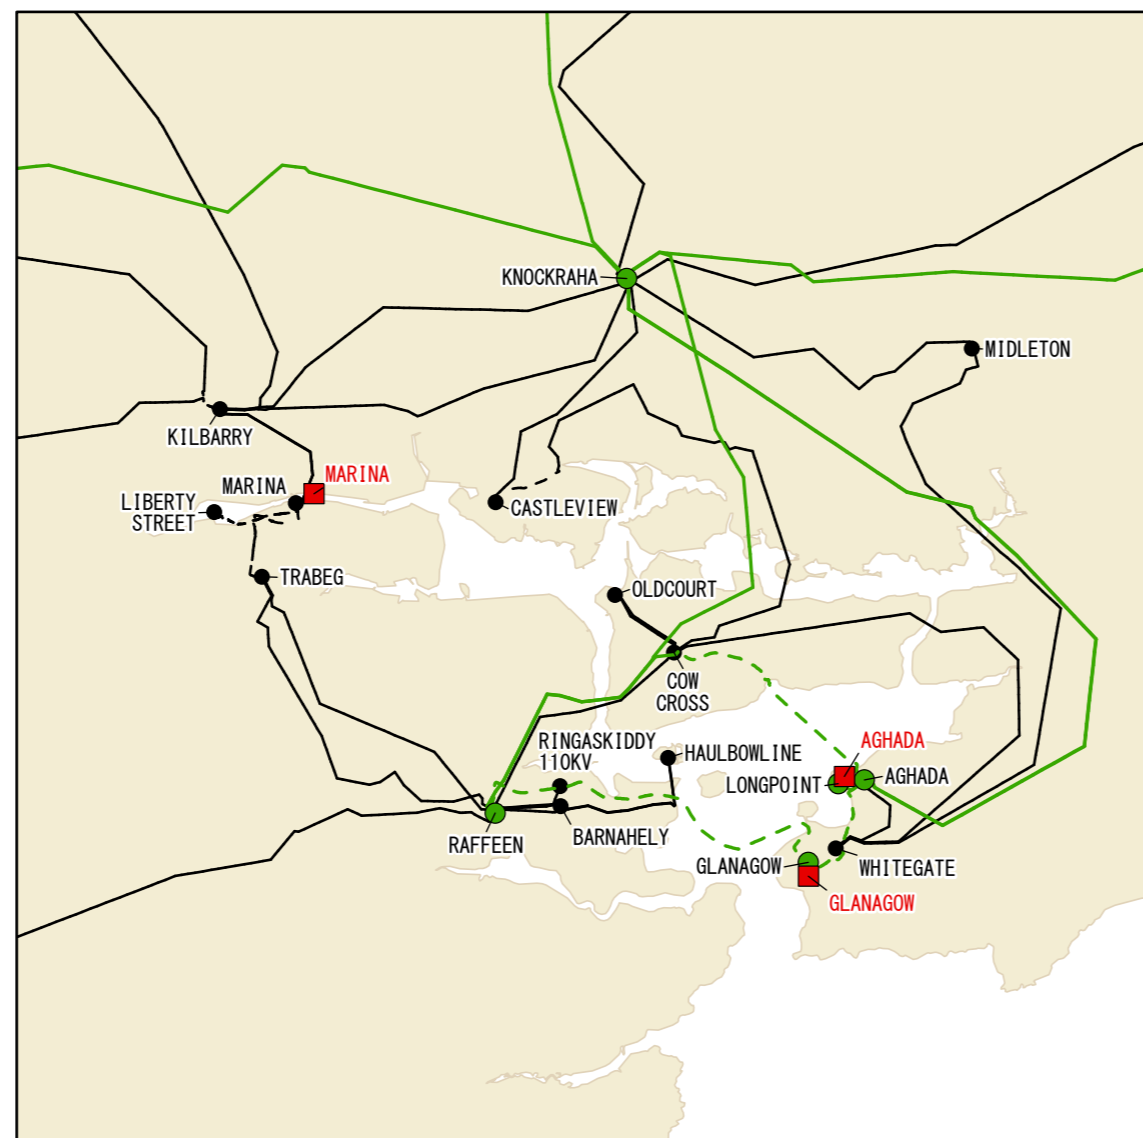 KNOCKRAHA
MIDLETON
KILBARRY
MARINA
MARINA
LIBERTY
STREET
CASTLEVIEW
TRABEG
OLDCOURT
COW
CROSS
RINGASKIDDY
110KV
HAULBOWLINE
AGHADA
LONGPOINT
AGHADA
RAFFEEN
BARNAHELY
GLANAGOW
WHITEGATE
GLANAGOW